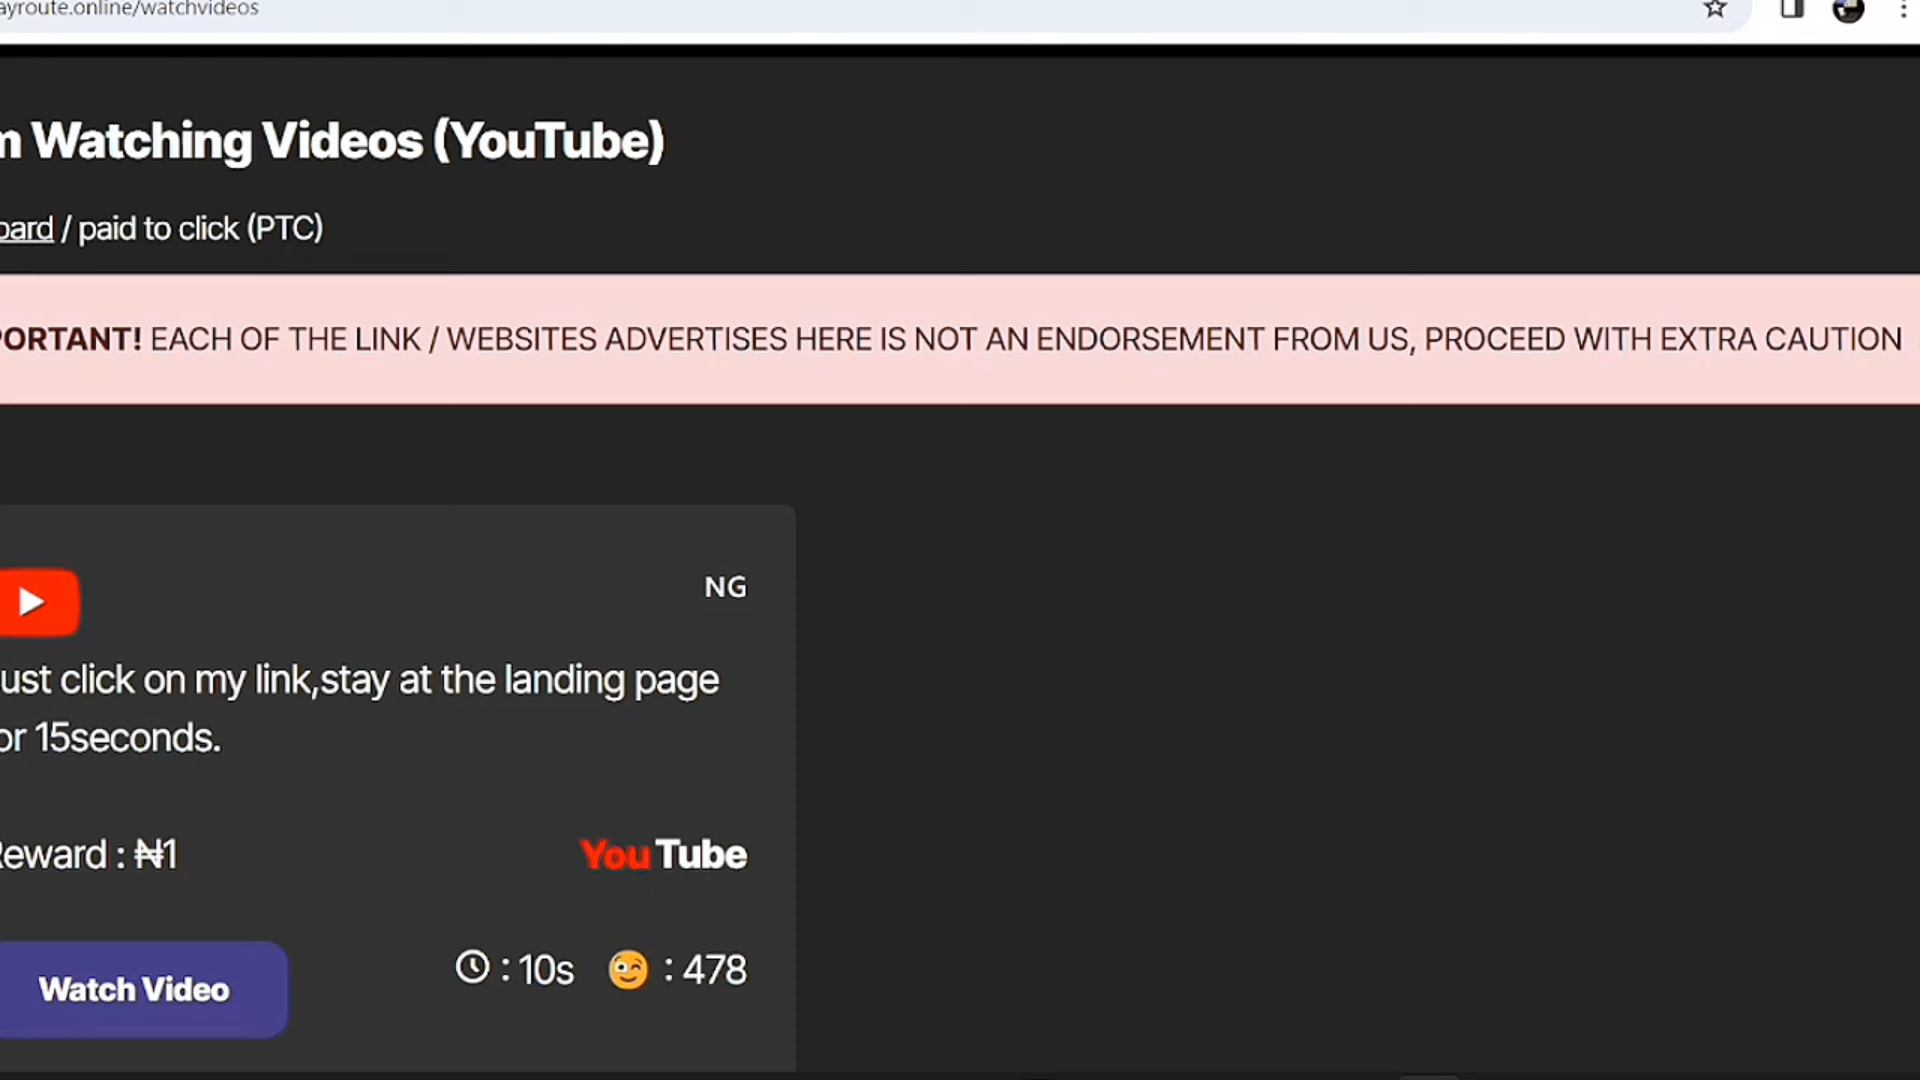 ayroute.online/watchvideos
m Watching Videos (YouTube)
oard / paid to click (PTC)
PORTANT! EACH OF THE LINK / WEBSITES ADVERTISES HERE IS NOT AN ENDORSEMENT FROM US, PROCEED WITH EXTRA CAUTION
NG
ust click on my link,stay at the landing page
or 15seconds.
Reward : ₦1
YouTube
: 10s 😉 : 478
Watch Video